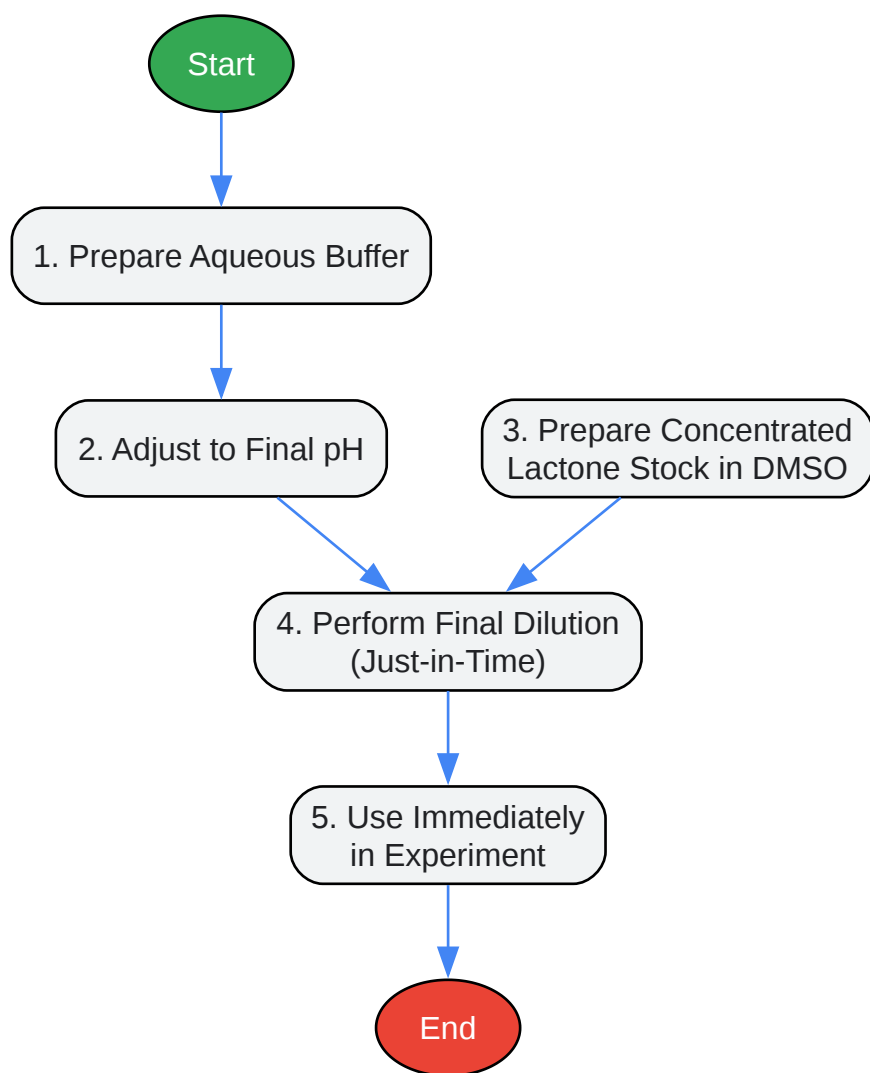 Start
1. Prepare Aqueous Buffer
2. Adjust to Final pH
3. Prepare Concentrated
Lactone Stock in DMSO
4. Perform Final Dilution
(Just-in-Time)
5. Use Immediately
in Experiment
End